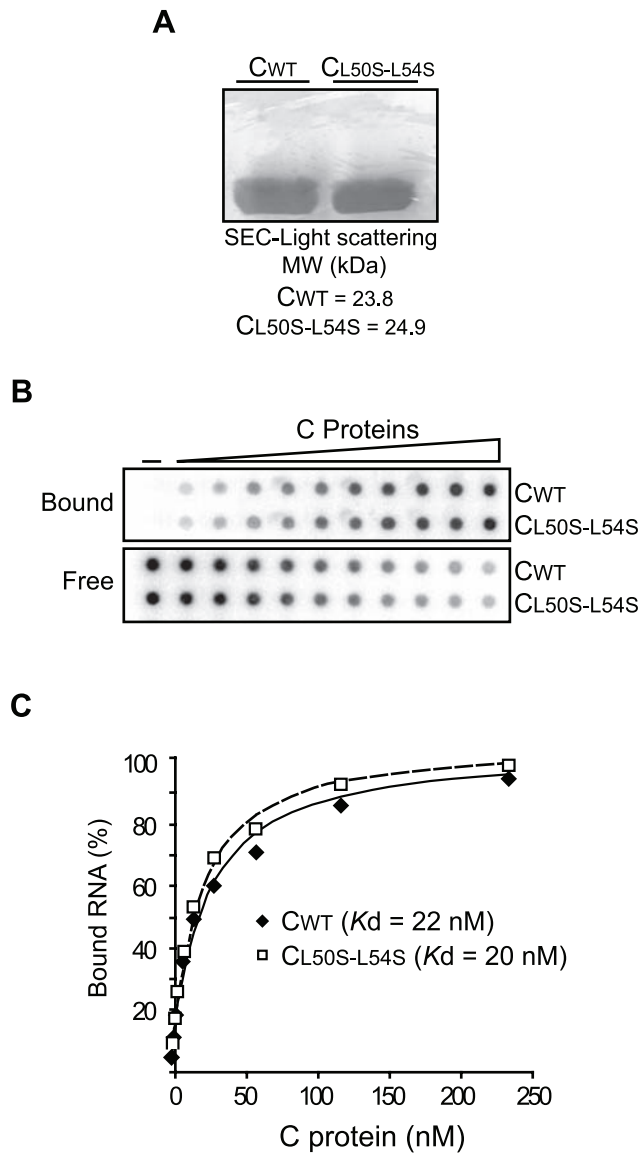 A
CWT CL50S-L54S
SEC-Light scattering
MW (kDa)
CWT = 23.8
CL50S-L54S = 24.9
B
C Proteins
–
Bound
CWT
CL50S-L54S
Free
CWT
CL50S-L54S
C
Bound RNA (%)
100
80
60
40
20
CWT (Kd = 22 nM)
CL50S-L54S (Kd = 20 nM)
0 50 100 150 200 250
C protein (nM)